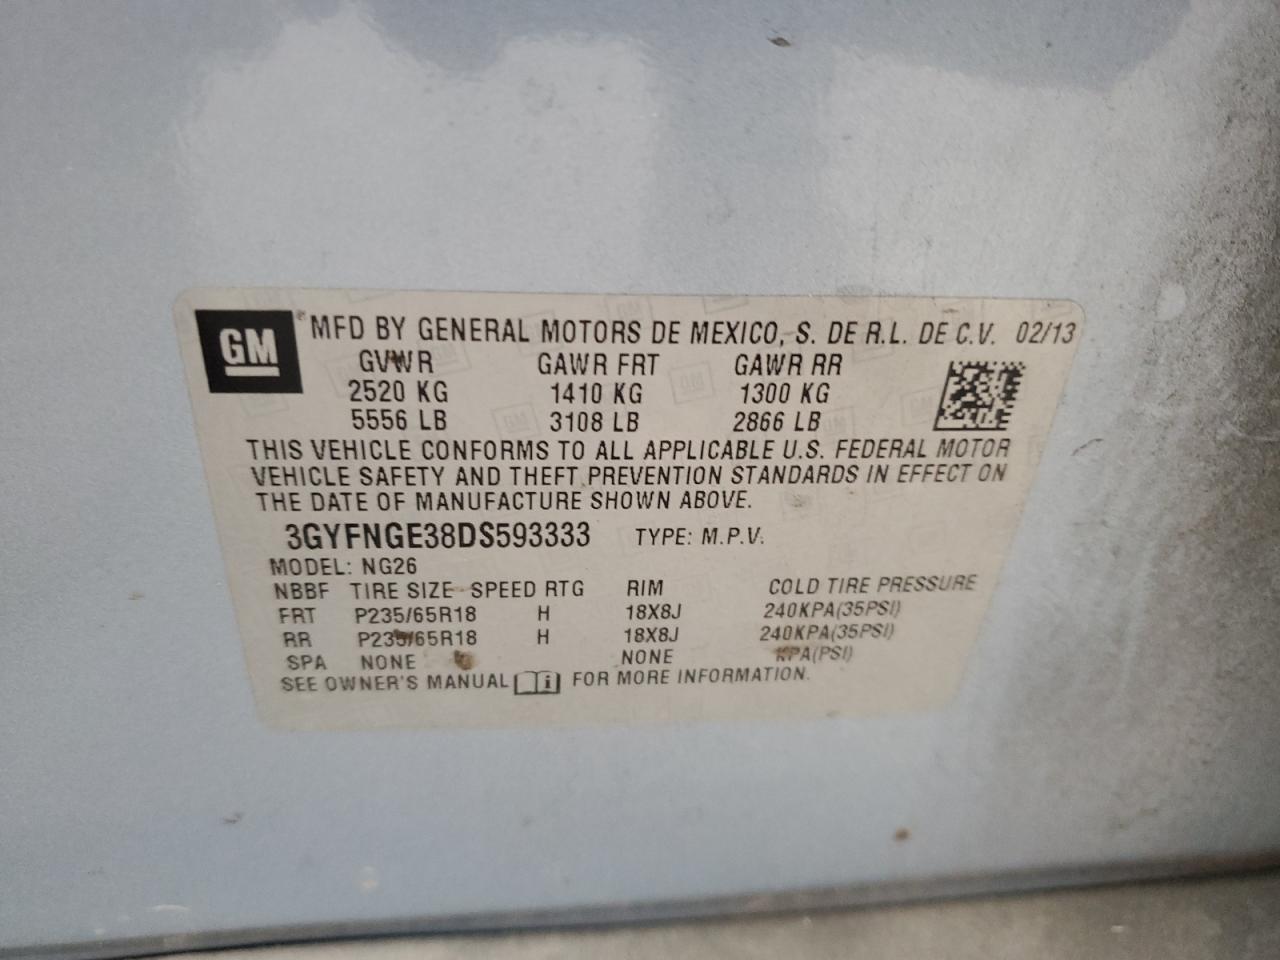 GM
MFD BY GENERAL MOTORS DE MEXICO, S. DE R.L. DE C.V. 02/13
GVWR GAWR FRT GAWR RR
2520 KG 1410 KG 1300 KG
5556 LB 3108 LB 2866 LB
THIS VEHICLE CONFORMS TO ALL APPLICABLE U.S. FEDERAL MOTOR
VEHICLE SAFETY AND THEFT PREVENTION STANDARDS IN EFFECT ON
THE DATE OF MANUFACTURE SHOWN ABOVE.
3GYFNGE38DS593333 TYPE: M.P.V.
MODEL: NG26
NBBF TIRE SIZE SPEED RTG RIM COLD TIRE PRESSURE
FRT P235/65R18 H 18X8J 240KPA(35PSI)
RR P235/65R18 H 18X8J 240KPA(35PSI)
SPA NONE NONE KPA(PSI)
SEE OWNER'S MANUAL i FOR MORE INFORMATION.